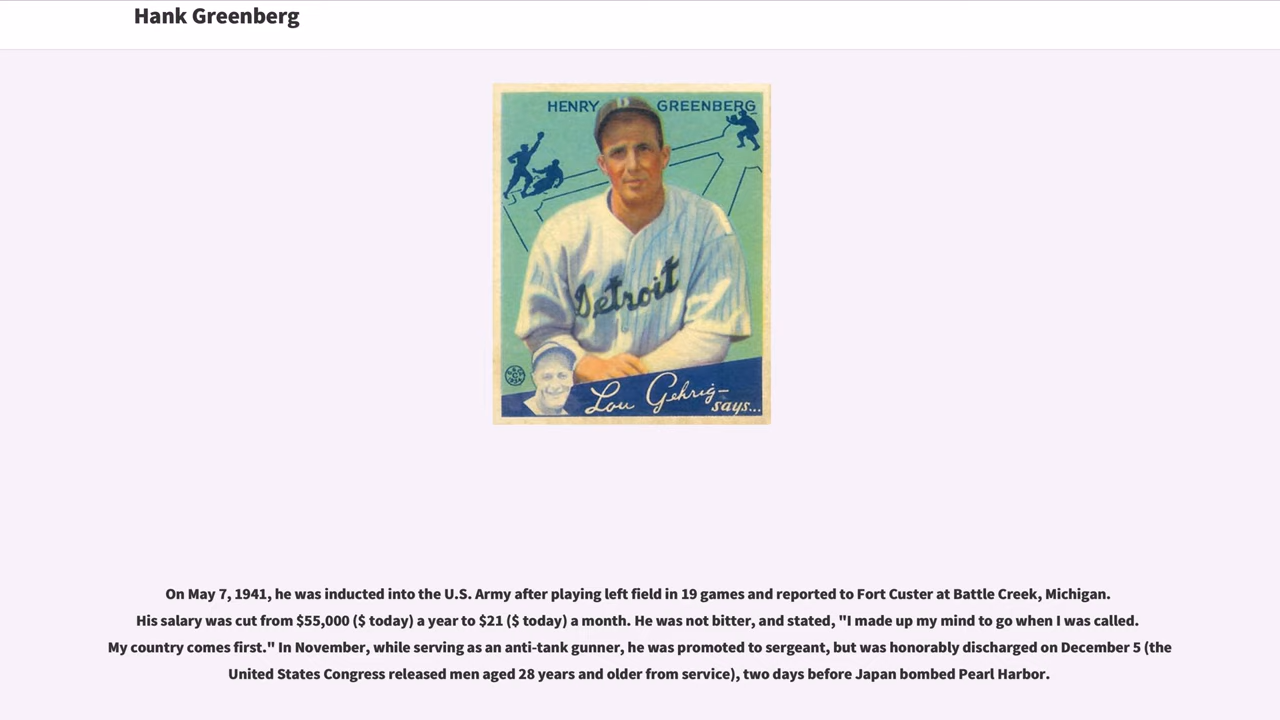 Hank Greenberg
HENRY GREENBERG
Detroit
Lou Gehrig-
says...
On May 7, 1941, he was inducted into the U.S. Army after playing left field in 19 games and reported to Fort Custer at Battle Creek, Michigan.
His salary was cut from $55,000 ($ today) a year to $21 ($ today) a month. He was not bitter, and stated, "I made up my mind to go when I was called.
My country comes first." In November, while serving as an anti-tank gunner, he was promoted to sergeant, but was honorably discharged on December 5 (the
United States Congress released men aged 28 years and older from service), two days before Japan bombed Pearl Harbor.